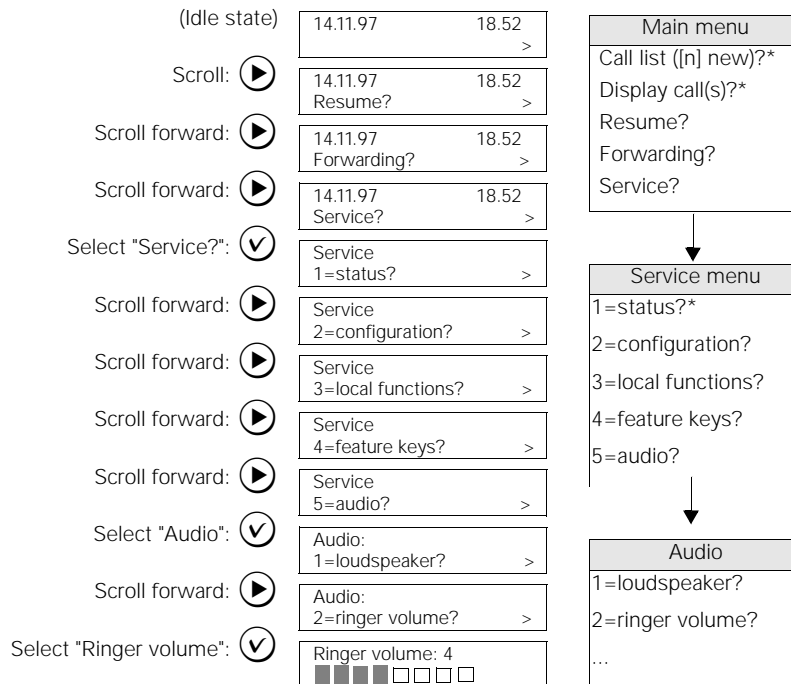 (Idle state)
14.11.97 18.52
>
Scroll:
14.11.97 18.52
Resume? >
Scroll forward:
14.11.97 18.52
Forwarding? >
Scroll forward:
14.11.97 18.52
Service? >
Select "Service?":
Service
1=status? >
Scroll forward:
Service
2=configuration? >
Scroll forward:
Service
3=local functions? >
Scroll forward:
Service
4=feature keys? >
Scroll forward:
Service
5=audio? >
Select "Audio":
Audio:
1=loudspeaker? >
Scroll forward:
Audio:
2=ringer volume? >
Select "Ringer volume":
Ringer volume: 4
Main menu
Call list ([n] new)?*
Display call(s)?*
Resume?
Forwarding?
Service?
Service menu
1=status?*
2=configuration?
3=local functions?
4=feature keys?
5=audio?
Audio
1=loudspeaker?
2=ringer volume?
...